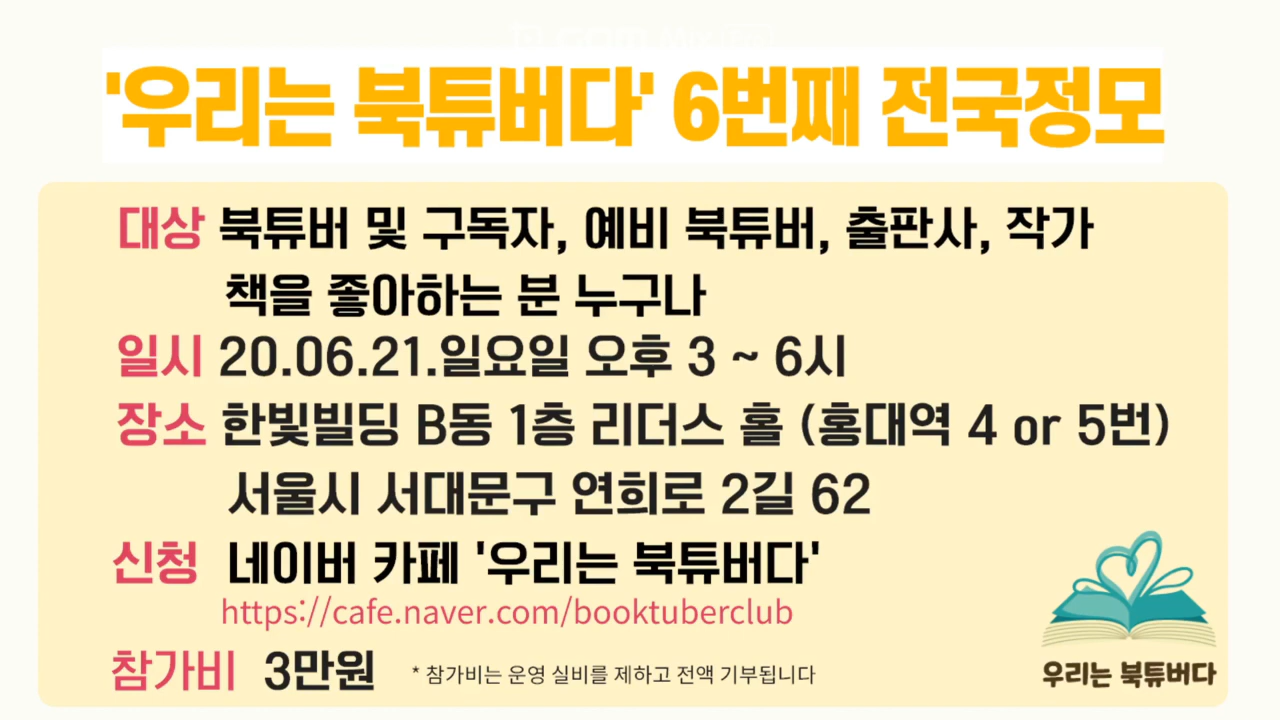 '우리는 북튜버다' 6번째 전국정모
대상 북튜버 및 구독자, 예비 북튜버, 출판사, 작가
책을 좋아하는 분 누구나
일시 20.06.21.일요일 오후 3 ~ 6시
장소 한빛빌딩 B동 1층 리더스 홀 (홍대역 4 or 5번)
서울시 서대문구 연희로 2길 62
신청 네이버 카페 '우리는 북튜버다'
https://cafe.naver.com/booktuberclub
참가비 3만원 * 참가비는 운영 실비를 제하고 전액 기부됩니다
우리는 북튜버다